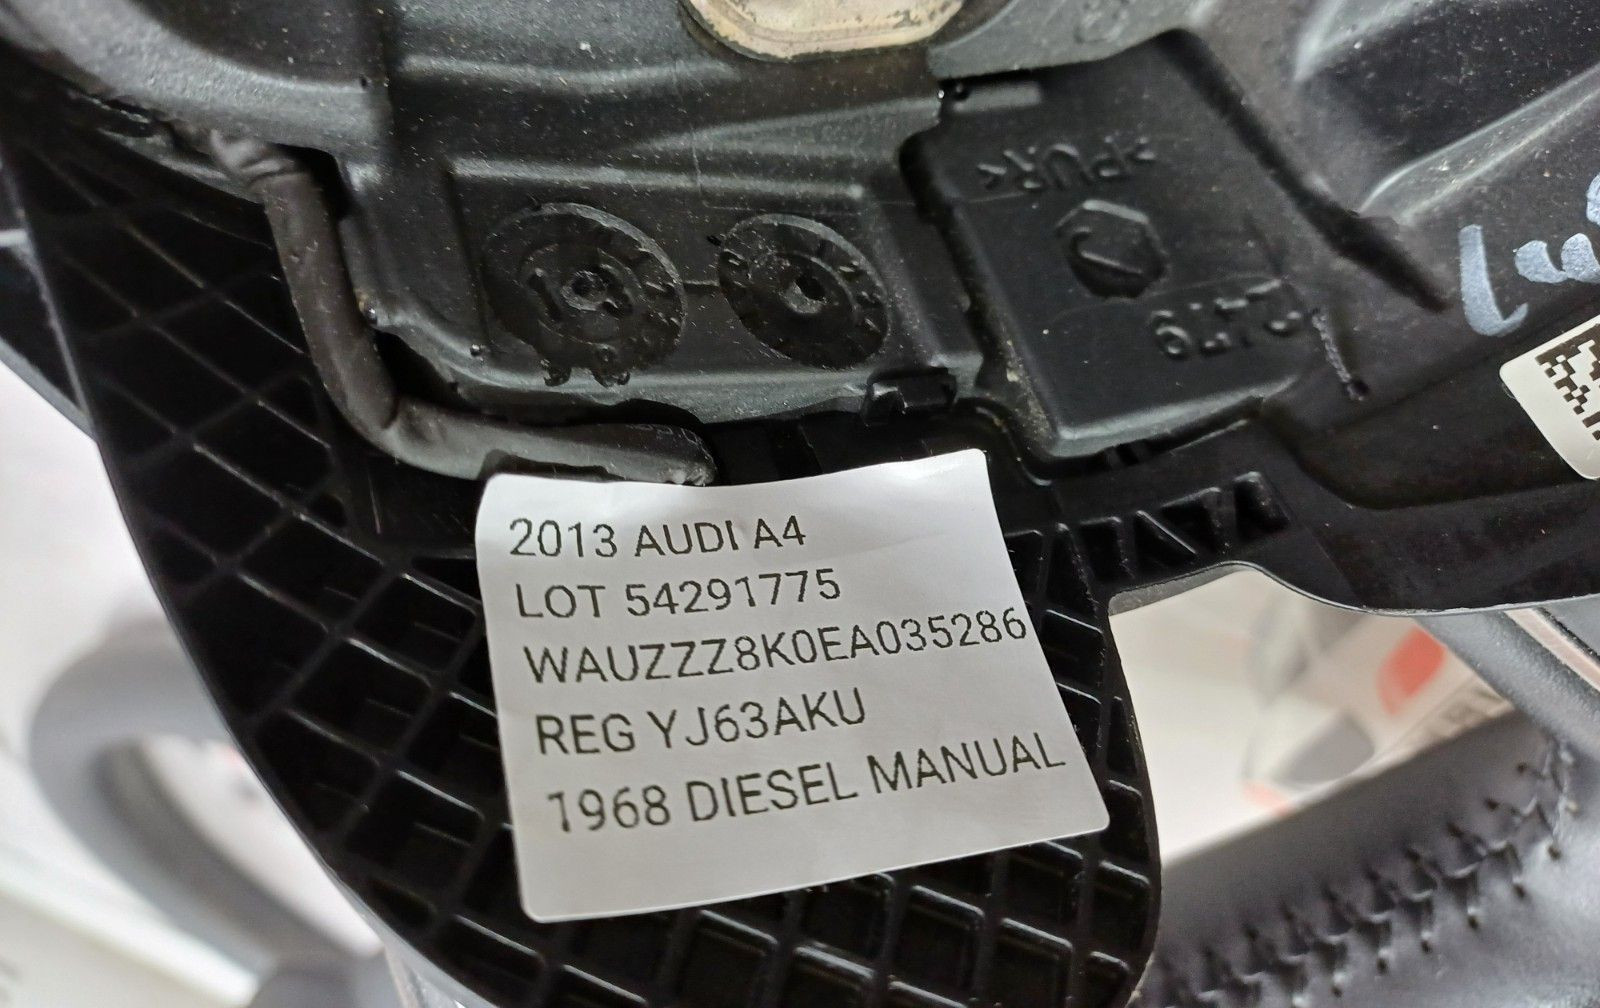 >PUR<
2013 AUDI A4
LOT 54291775
WAUZZZ8K0EA035286
REG YJ63AKU
1968 DIESEL MANUAL